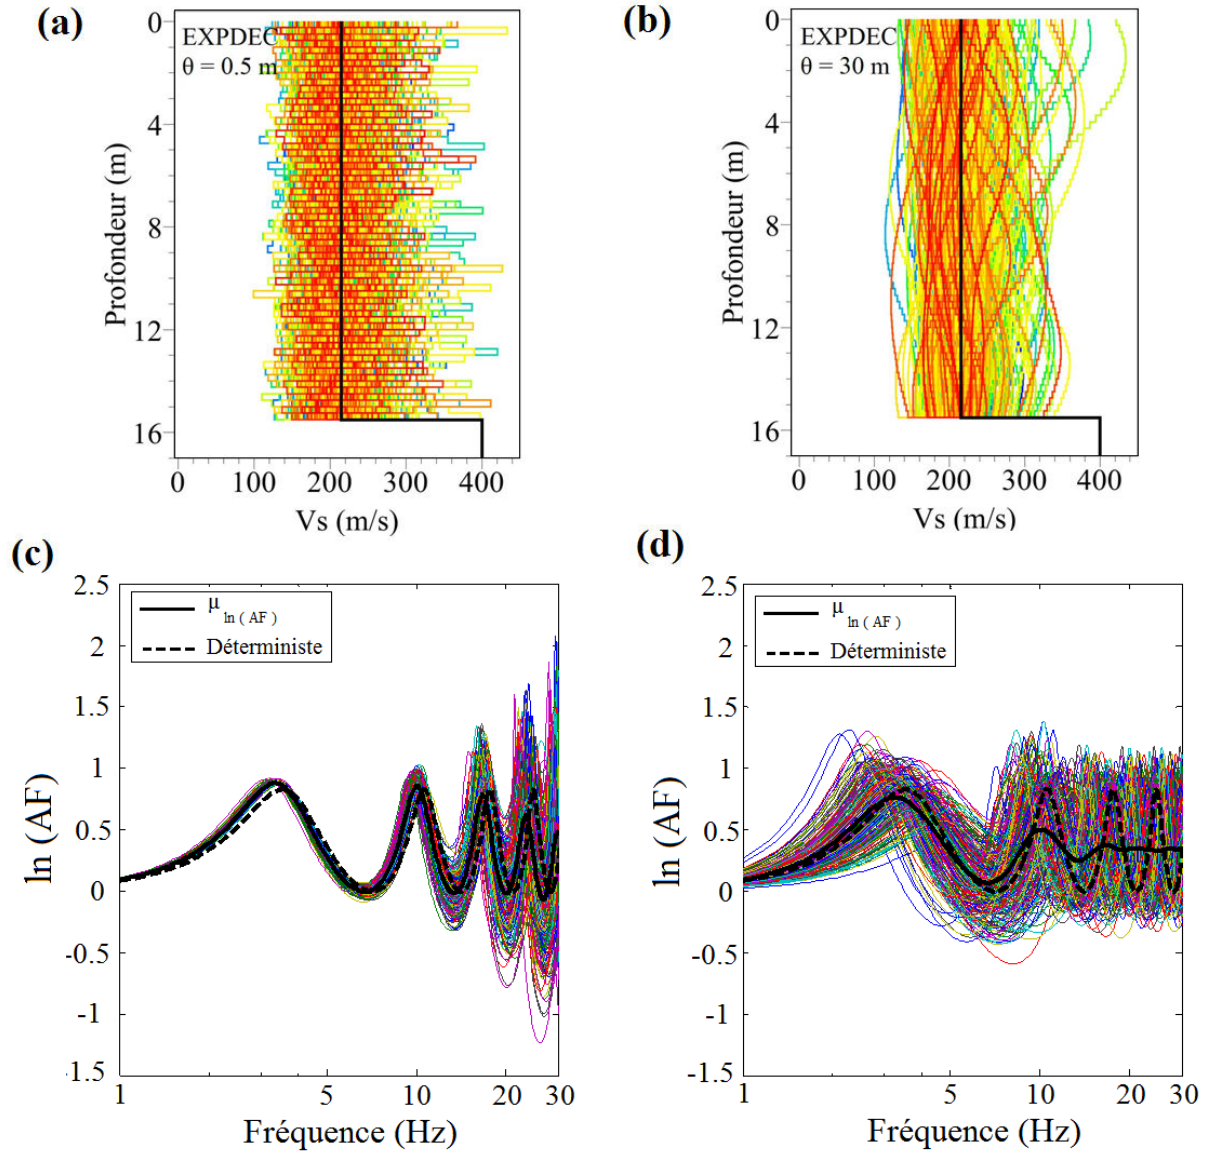 (a)
EXPDEC
θ = 0.5 m
0
4
8
12
16
Profondeur (m)
0 100 200 300 400
Vs (m/s)
(b)
EXPDEC
θ = 30 m
0
4
8
12
16
Profondeur (m)
0 100 200 300 400
Vs (m/s)
(c)
2.5
2
1.5
1
0.5
0
-0.5
-1
-1.5
ln (AF)
μ ln ( AF )
Déterministe
1 5 10 20 30
Fréquence (Hz)
(d)
2.5
2
1.5
1
0.5
0
-0.5
-1
-1.5
ln (AF)
μ ln ( AF )
Déterministe
1 5 10 20 30
Fréquence (Hz)